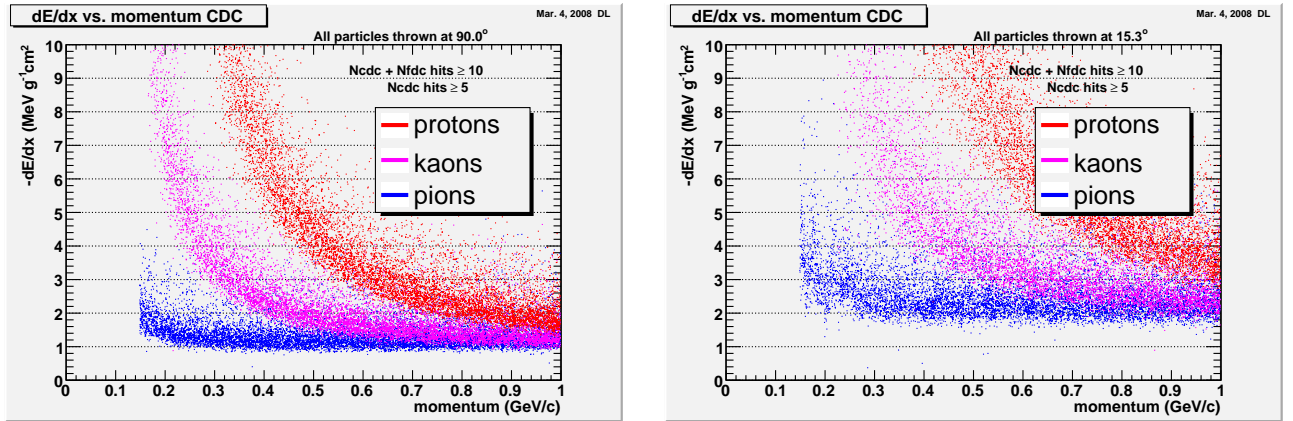 dE/dx vs. momentum CDC
Mar. 4, 2008 DL
All particles thrown at 90.0°
Ncdc + Nfdc hits ≥ 10
Ncdc hits ≥ 5
protons
kaons
pions
-dE/dx (MeV g⁻¹cm²)
10
9
8
7
6
5
4
3
2
1
0
0 0.1 0.2 0.3 0.4 0.5 0.6 0.7 0.8 0.9 1
momentum (GeV/c)
dE/dx vs. momentum CDC
Mar. 4, 2008 DL
All particles thrown at 15.3°
Ncdc + Nfdc hits ≥ 10
Ncdc hits ≥ 5
protons
kaons
pions
-dE/dx (MeV g⁻¹cm²)
10
9
8
7
6
5
4
3
2
1
0
0 0.1 0.2 0.3 0.4 0.5 0.6 0.7 0.8 0.9 1
momentum (GeV/c)